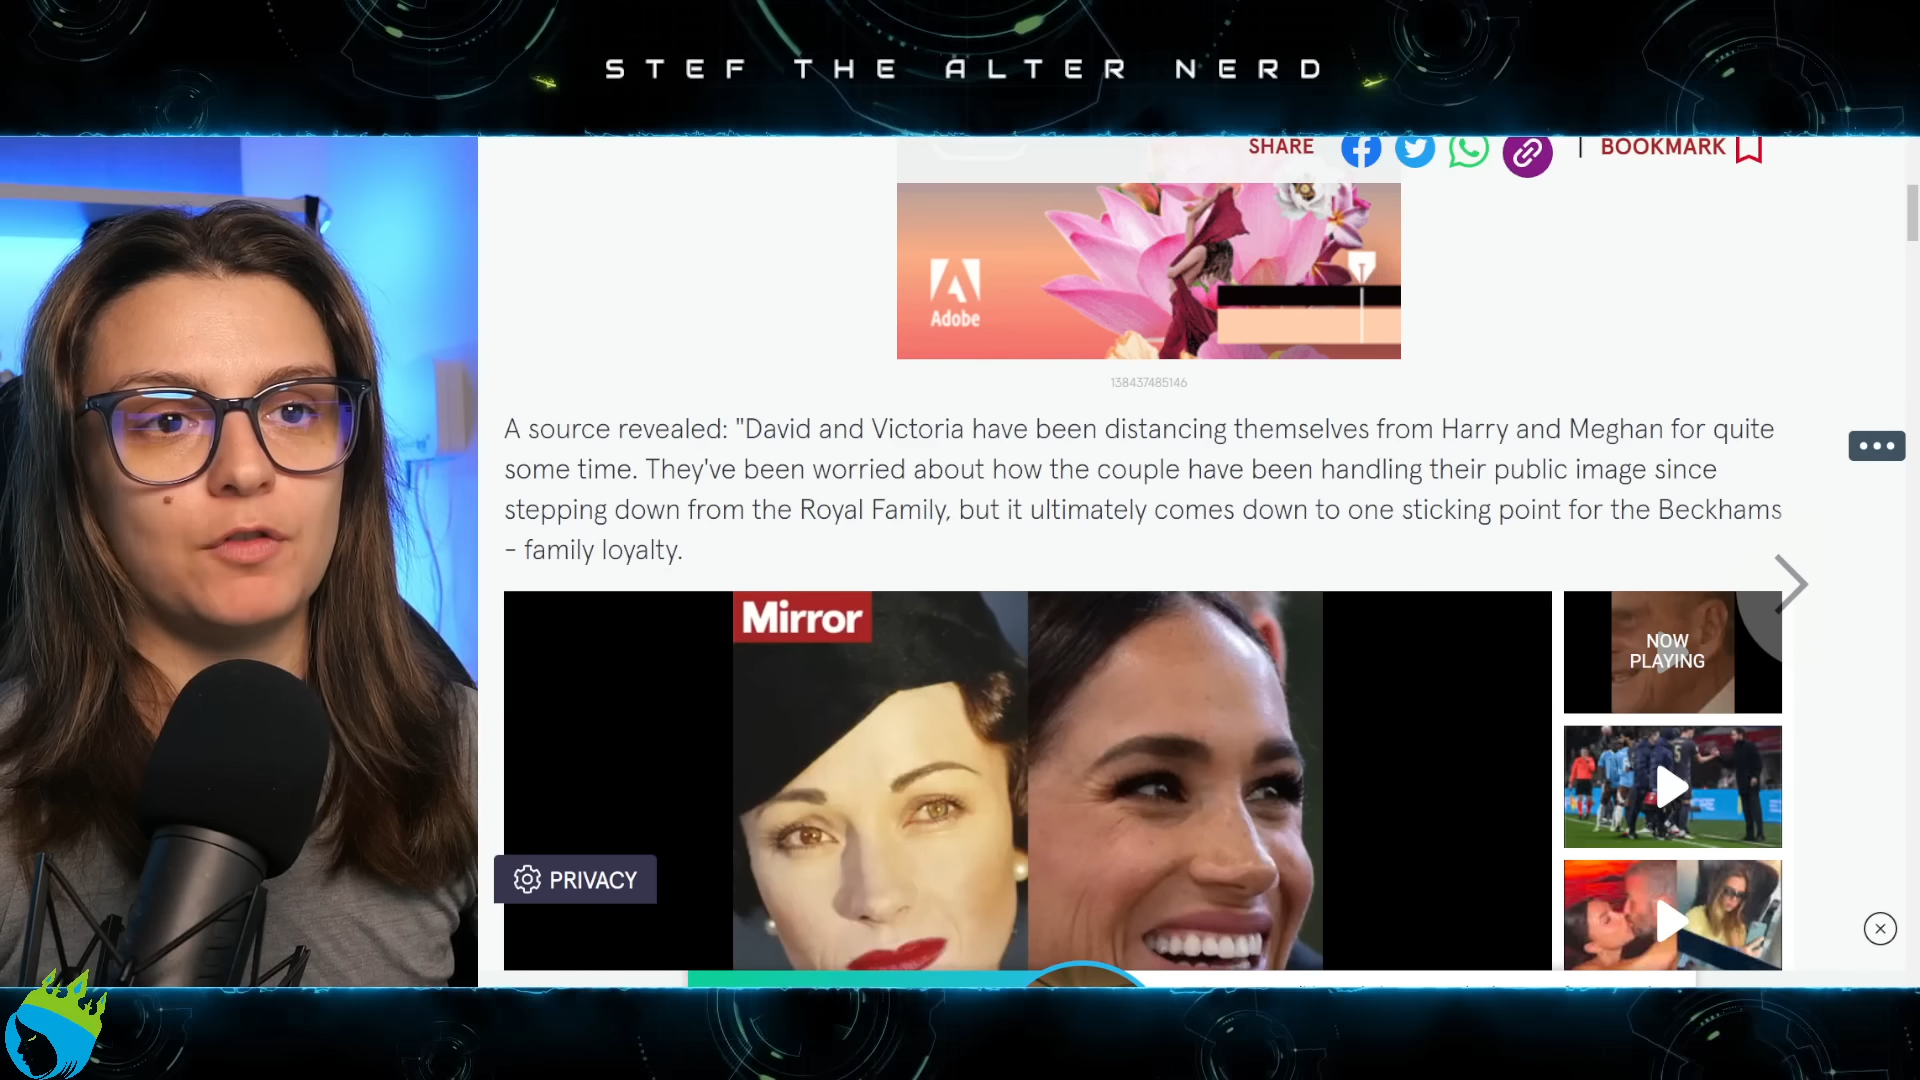 STEF THE ALTER NERD
SHARE
BOOKMARK
Adobe
138437485146
A source revealed: "David and Victoria have been distancing themselves from Harry and Meghan for quite
some time. They've been worried about how the couple have been handling their public image since
stepping down from the Royal Family, but it ultimately comes down to one sticking point for the Beckhams
- family loyalty.
Mirror
NOW
PLAYING
PRIVACY